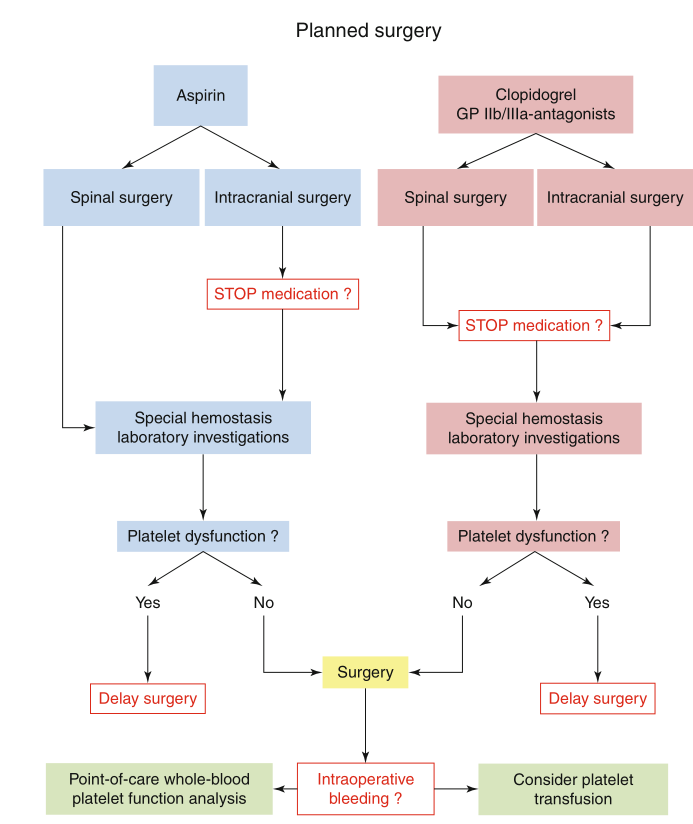 Planned surgery
Aspirin
Clopidogrel
GP IIb/IIIa-antagonists
Spinal surgery
Intracranial surgery
Spinal surgery
Intracranial surgery
STOP medication ?
STOP medication ?
Special hemostasis
laboratory investigations
Special hemostasis
laboratory investigations
Platelet dysfunction ?
Platelet dysfunction ?
Yes
No
No
Yes
Surgery
Delay surgery
Delay surgery
Point-of-care whole-blood
platelet function analysis
Intraoperative
bleeding ?
Consider platelet
transfusion